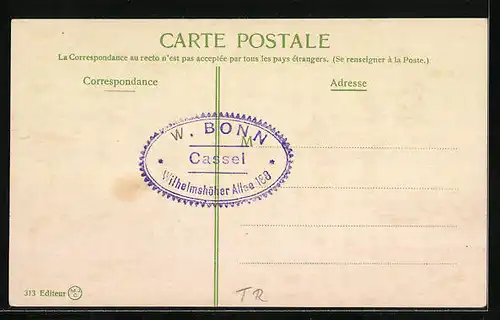 CARTE POSTALE
La Correspondance au recto n'est pas acceptée par tous les pays étrangers. (Se renseigner à la Poste.)
Correspondance
Adresse
W. BONN
M
Cassel
Wilhelmshöher Allee 188
313 Editeur
TR